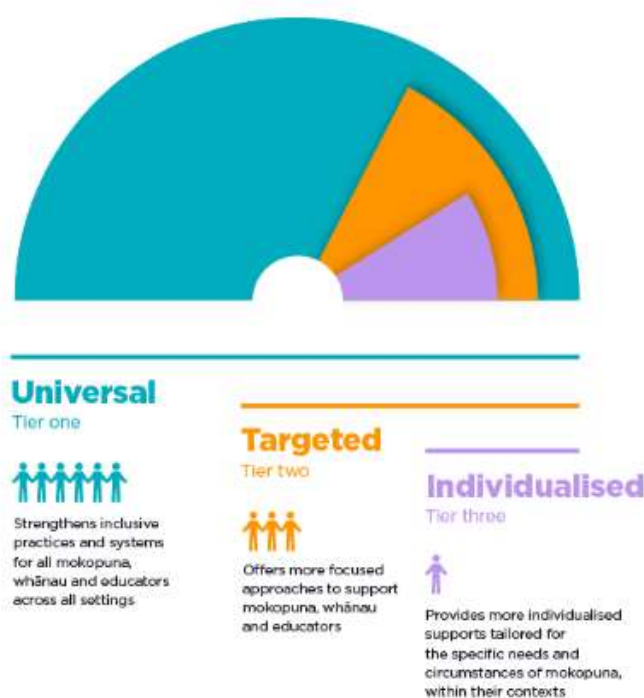 Universal
Tier one
Strengthens inclusive
practices and systems
for all mokopuna,
whānau and educators
across all settings
Targeted
Tier two
Offers more focused
approaches to support
mokopuna, whānau
and educators
Individualised
Tier three
Provides more individualised
supports tailored for
the specific needs and
circumstances of mokopuna,
within their contexts